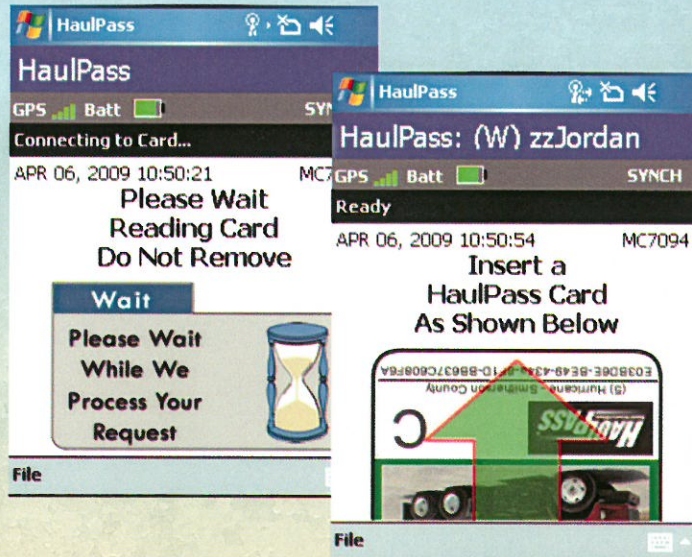 HaulPass
HaulPass
GPS Batt SYN
Connecting to Card...
APR 06, 2009 10:50:21 MC7
Please Wait
Reading Card
Do Not Remove
Wait
Please Wait
While We
Process Your
Request
File
HaulPass
HaulPass: (W) zzJordan
GPS Batt SYNCH
Ready
APR 06, 2009 10:50:54 MC7094
Insert a
HaulPass Card
As Shown Below
(S) Hurricane - Smitherson County
HAULPASS
C
File